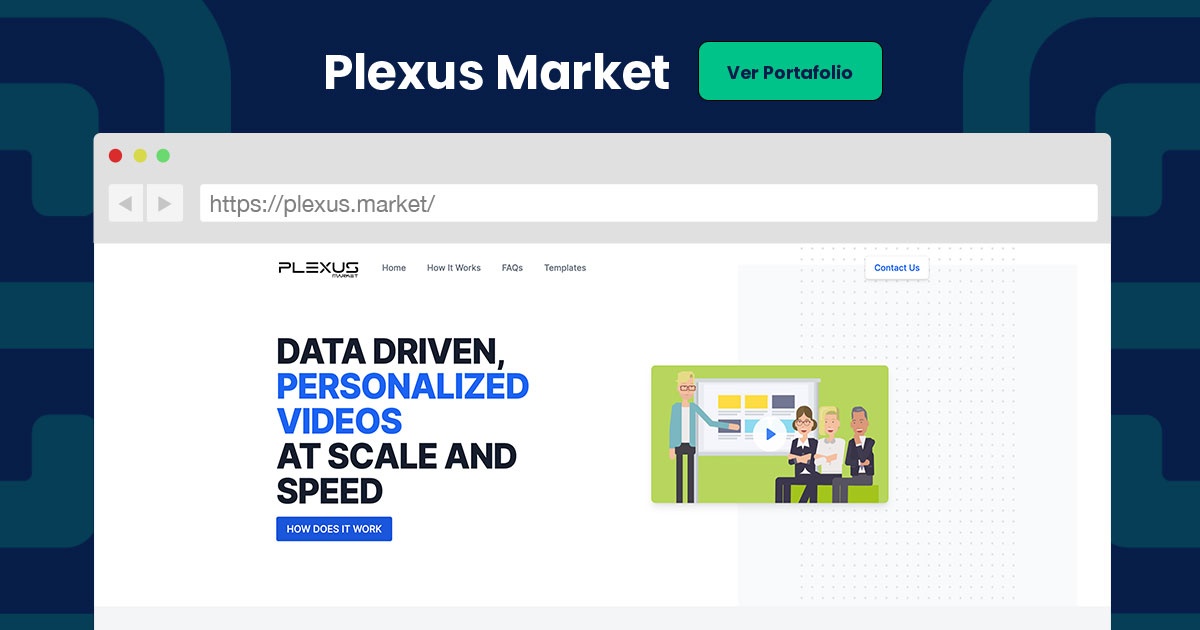 Plexus Market
Ver Portafolio
https://plexus.market/
PLEXUS
MARKET
Home
How It Works
FAQs
Templates
Contact Us
DATA DRIVEN,
PERSONALIZED
VIDEOS
AT SCALE AND
SPEED
HOW DOES IT WORK